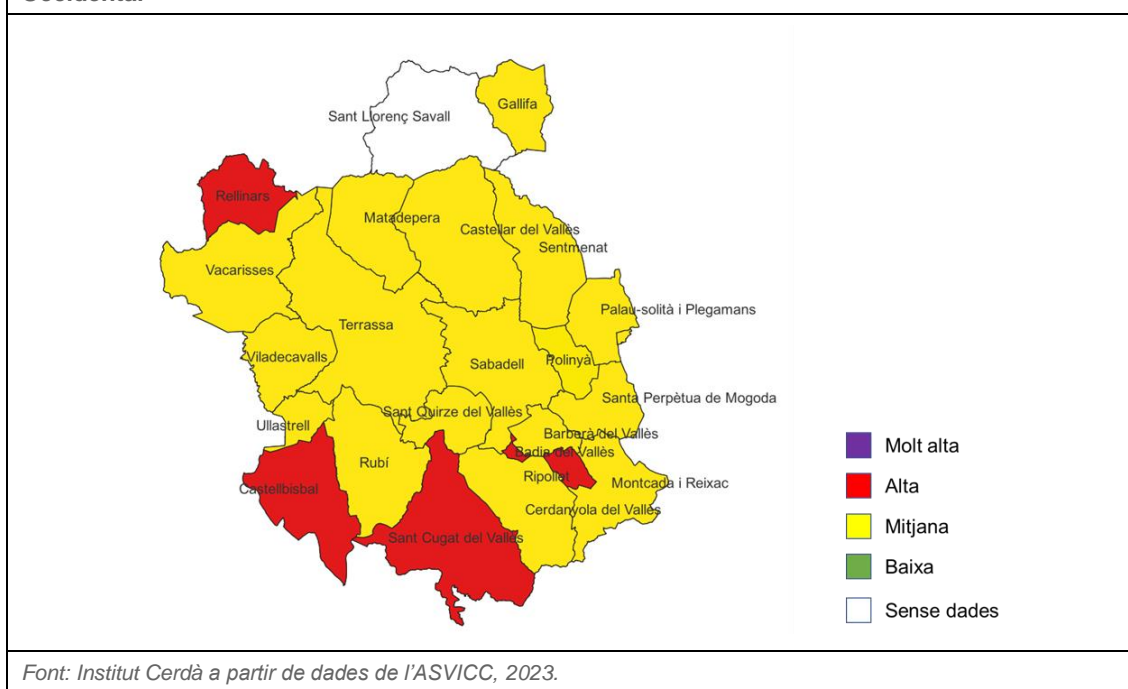 Gallifa
Sant Llorenç Savall
Rellinars
Matadepera
Castellar del Vallès
Sentmenat
Vacarisses
Palau-solità i Plegamans
Terrassa
Viladecavalls
Sabadell
Polinyà
Santa Perpètua de Mogoda
Sant Quirze del Vallès
Ullastrell
Barberà del Vallès
Badia del Vallès
Rubí
Ripollet
Montcada i Reixac
Castellbisbal
Cerdanyola del Vallès
Sant Cugat del Vallès
Molt alta
Alta
Mitjana
Baixa
Sense dades
Font: Institut Cerdà a partir de dades de l’ASVICC, 2023.